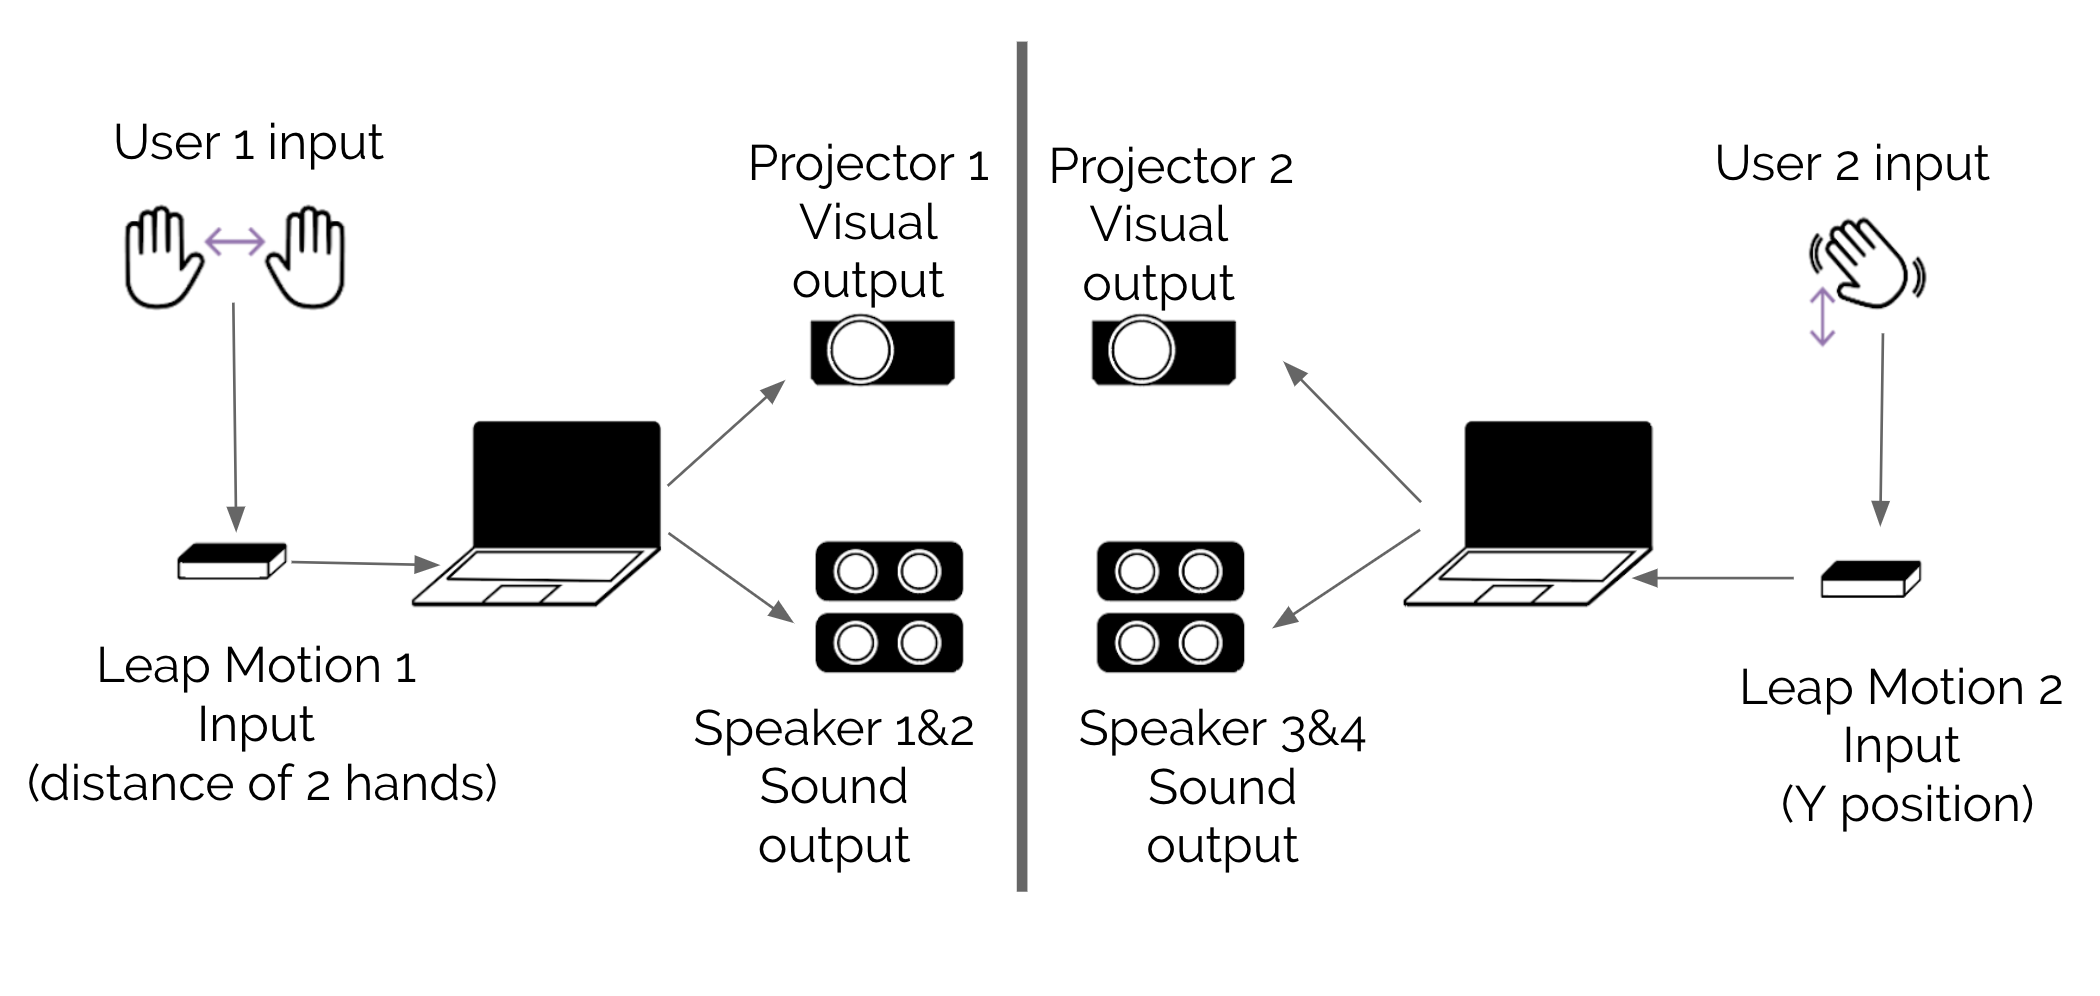 User 1 input
Projector 1
Visual
output
Projector 2
Visual
output
User 2 input
Leap Motion 1
Input
(distance of 2 hands)
Speaker 1&2
Sound
output
Speaker 3&4
Sound
output
Leap Motion 2
Input
(Y position)